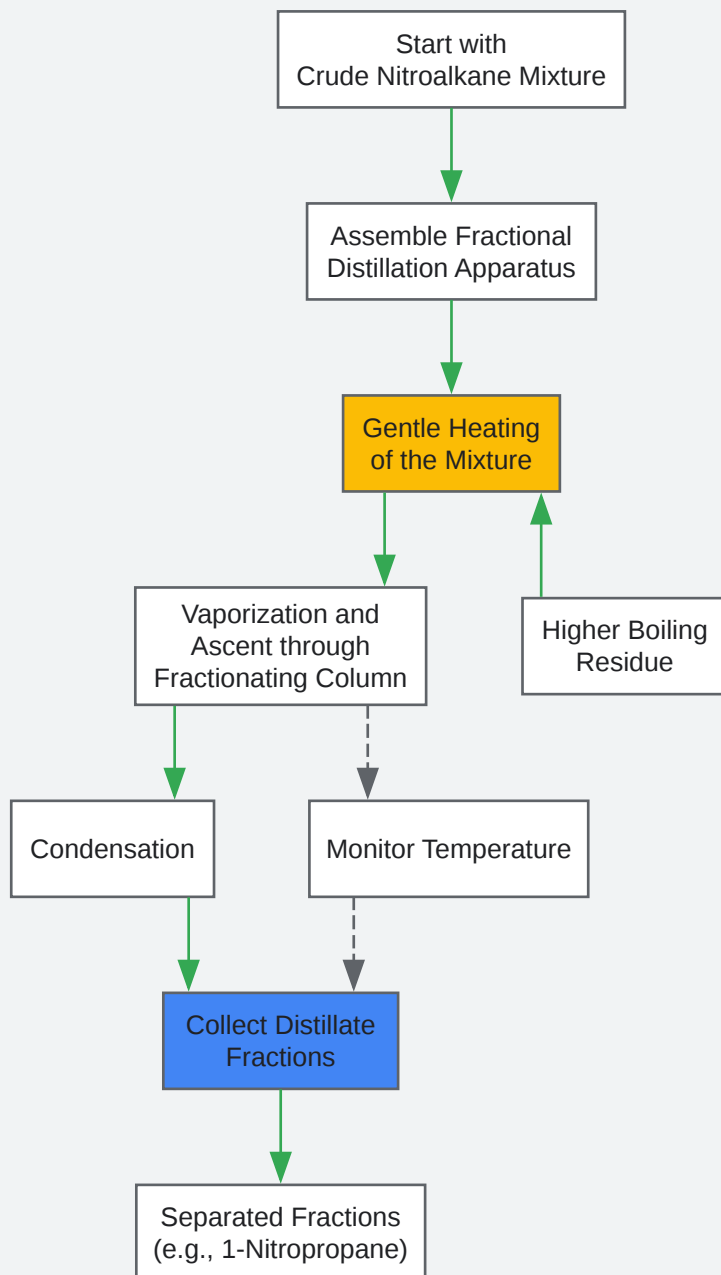 Start with
Crude Nitroalkane Mixture
Assemble Fractional
Distillation Apparatus
Gentle Heating
of the Mixture
Vaporization and
Ascent through
Fractionating Column
Higher Boiling
Residue
Condensation
Monitor Temperature
Collect Distillate
Fractions
Separated Fractions
(e.g., 1-Nitropropane)